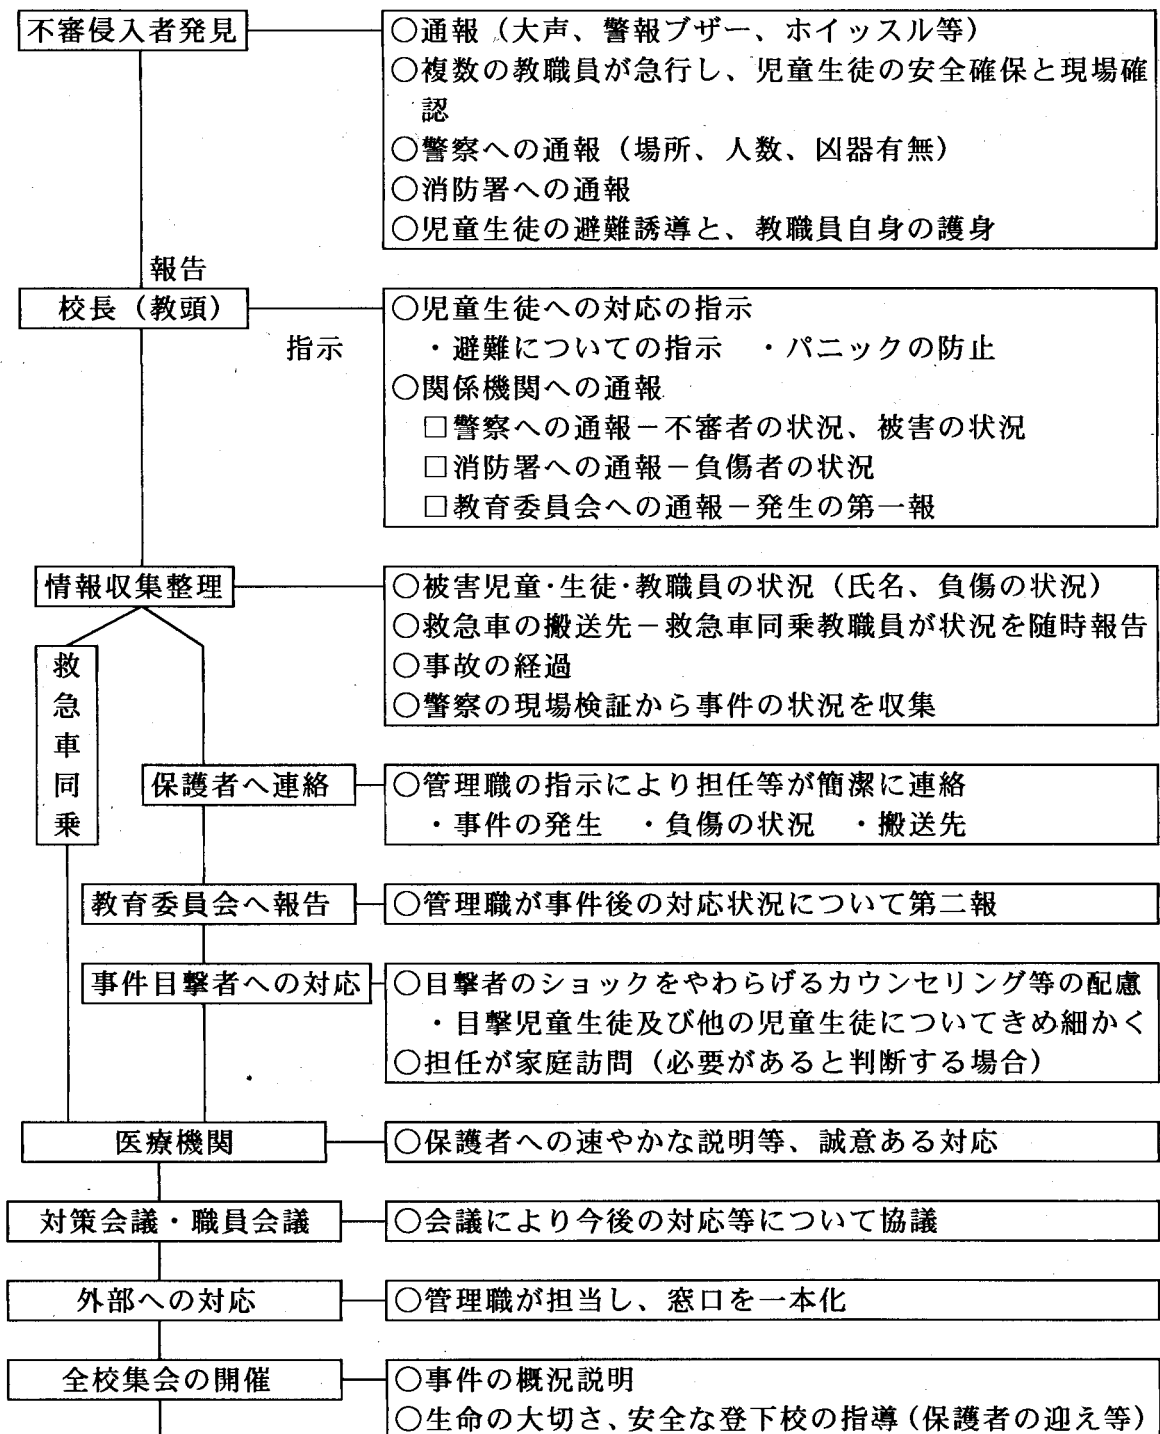 不審侵入者発見
○通報（大声、警報ブザー、ホイッスル等）
○複数の教職員が急行し、児童生徒の安全確保と現場確
認
○警察への通報（場所、人数、凶器有無）
○消防署への通報
○児童生徒の避難誘導と、教職員自身の護身
報告
校長（教頭）
指示
○児童生徒への対応の指示
・避難についての指示　・パニックの防止
○関係機関への通報
□警察への通報－不審者の状況、被害の状況
□消防署への通報－負傷者の状況
□教育委員会への通報－発生の第一報
情報収集整理
○被害児童･生徒･教職員の状況（氏名、負傷の状況）
○救急車の搬送先－救急車同乗教職員が状況を随時報告
○事故の経過
○警察の現場検証から事件の状況を収集
救急車同乗
保護者へ連絡
○管理職の指示により担任等が簡潔に連絡
・事件の発生　・負傷の状況　・搬送先
教育委員会へ報告
○管理職が事件後の対応状況について第二報
事件目撃者への対応
○目撃者のショックをやわらげるカウンセリング等の配慮
・目撃児童生徒及び他の児童生徒についてきめ細かく
○担任が家庭訪問（必要があると判断する場合）
医療機関
○保護者への速やかな説明等、誠意ある対応
対策会議・職員会議
○会議により今後の対応等について協議
外部への対応
○管理職が担当し、窓口を一本化
全校集会の開催
○事件の概況説明
○生命の大切さ、安全な登下校の指導（保護者の迎え等）